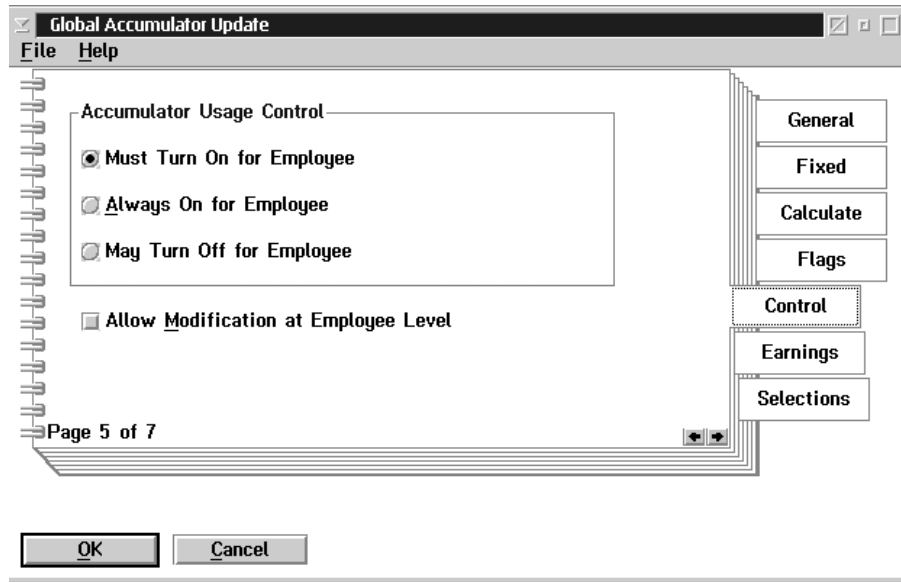 Global Accumulator Update
File Help
Accumulator Usage Control
Must Turn On for Employee
Always On for Employee
May Turn Off for Employee
Allow Modification at Employee Level
Page 5 of 7
General
Fixed
Calculate
Flags
Control
Earnings
Selections
OK Cancel